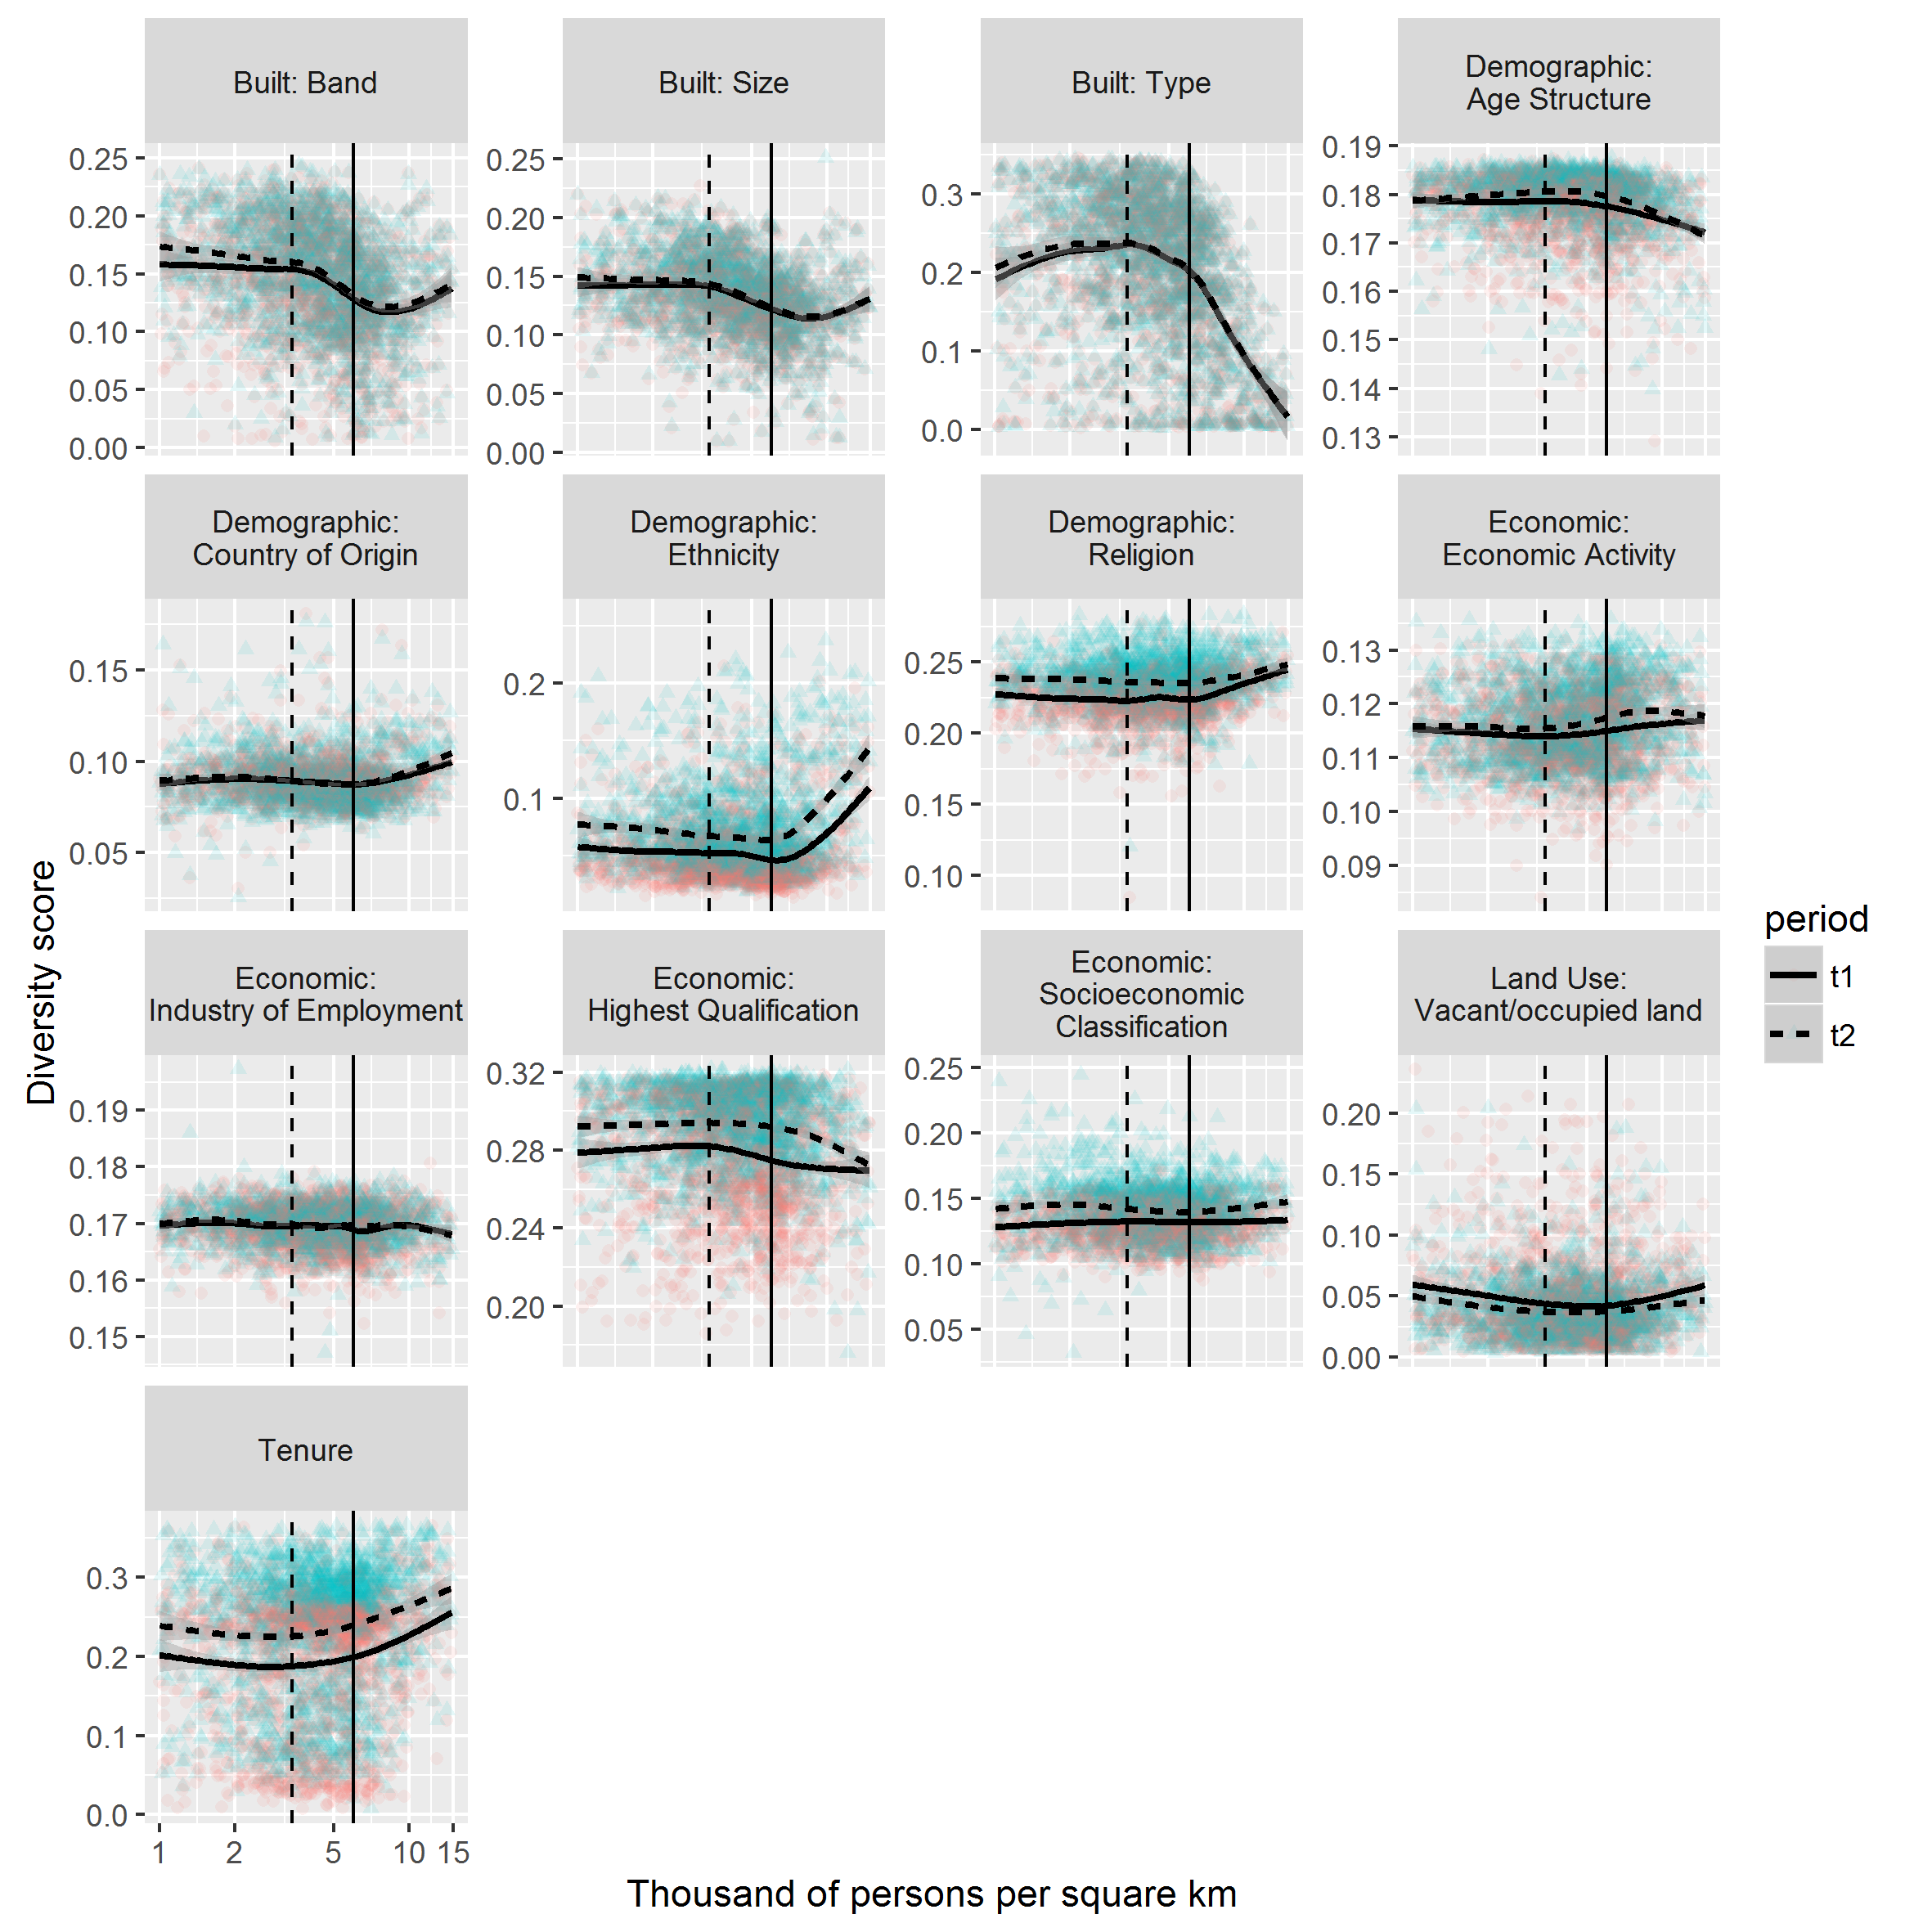 Built: Band
Built: Size
Built: Type
Demographic:
Age Structure
0.25
0.20
0.15
0.10
0.05
0.00
0.25
0.20
0.15
0.10
0.05
0.00
0.3
0.2
0.1
0.0
0.19
0.18
0.17
0.16
0.15
0.14
0.13
Demographic:
Country of Origin
Demographic:
Ethnicity
Demographic:
Religion
Economic:
Economic Activity
0.15
0.10
0.05
0.2
0.1
0.25
0.20
0.15
0.10
0.13
0.12
0.11
0.10
0.09
Diversity score
period
t1
t2
Economic:
Industry of Employment
Economic:
Highest Qualification
Economic:
Socioeconomic
Classification
Land Use:
Vacant/occupied land
0.19
0.18
0.17
0.16
0.15
0.32
0.28
0.24
0.20
0.25
0.20
0.15
0.10
0.05
0.20
0.15
0.10
0.05
0.00
Tenure
0.3
0.2
0.1
0.0
1 2 5 10 15
Thousand of persons per square km